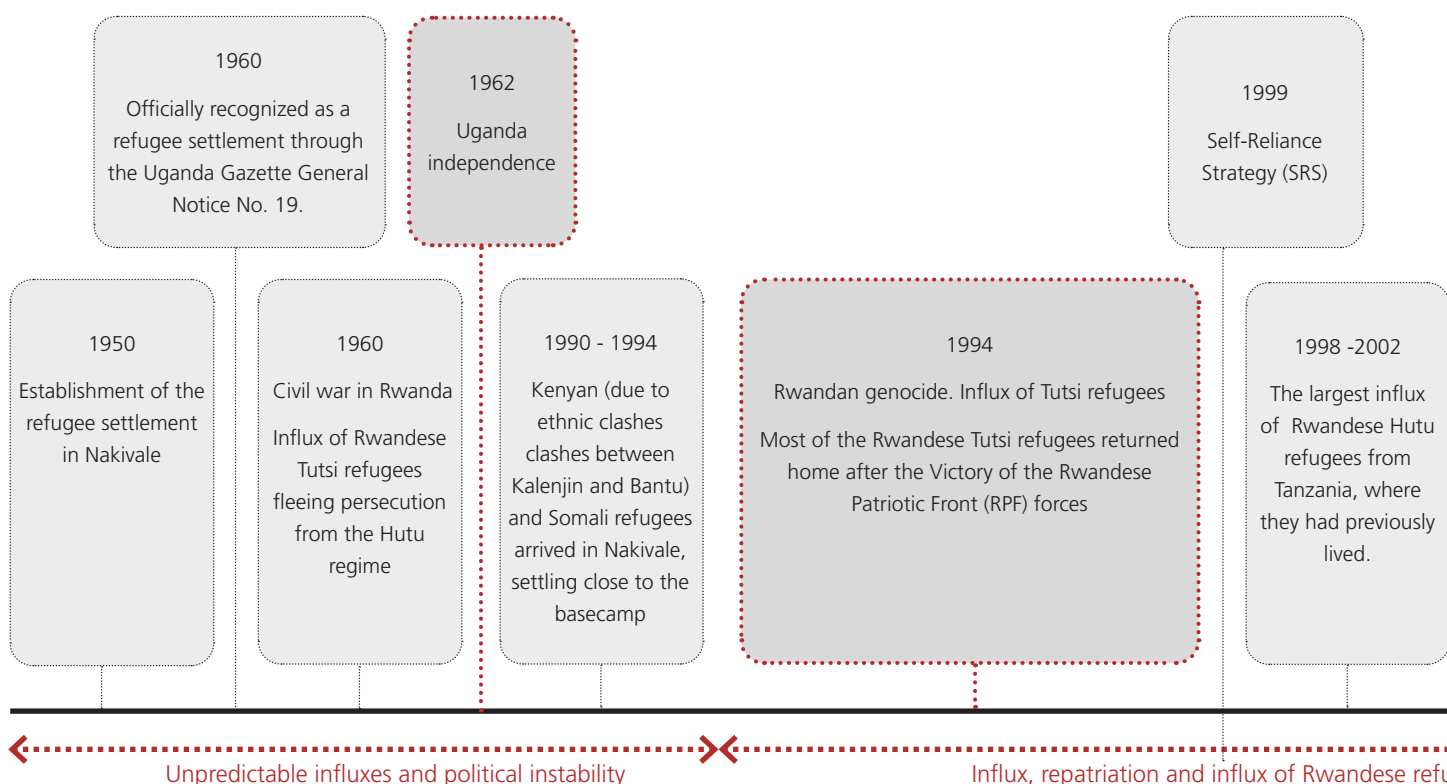 1960
Officially recognized as a
refugee settlement through
the Uganda Gazette General
Notice No. 19.
1962
Uganda
independence
1999
Self-Reliance
Strategy (SRS)
1950
Establishment of the
refugee settlement
in Nakivale
1960
Civil war in Rwanda
Influx of Rwandese
Tutsi refugees
fleeing persecution
from the Hutu
regime
1990 - 1994
Kenyan (due to
ethnic clashes
clashes between
Kalenjin and Bantu)
and Somali refugees
arrived in Nakivale,
settling close to the
basecamp
1994
Rwandan genocide. Influx of Tutsi refugees
Most of the Rwandese Tutsi refugees returned
home after the Victory of the Rwandese
Patriotic Front (RPF) forces
1998 -2002
The largest influx
of Rwandese Hutu
refugees from
Tanzania, where
they had previously
lived.
Unpredictable influxes and political instability
Influx, repatriation and influx of Rwandese refu